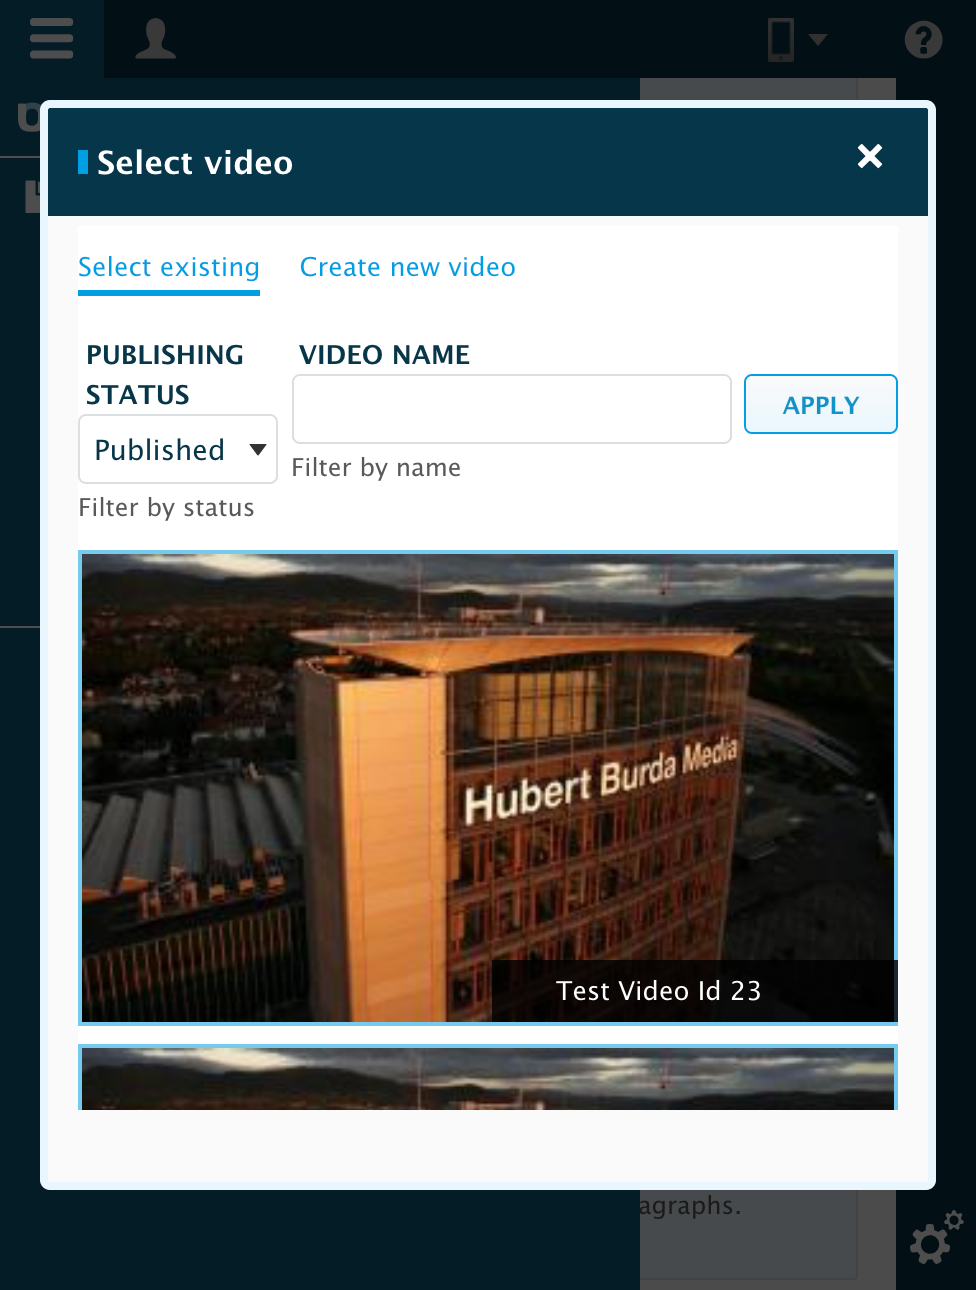 Select video
Select existing
Create new video
PUBLISHING
STATUS
VIDEO NAME
Published
APPLY
Filter by name
Filter by status
Hubert Burda Media
Test Video Id 23
agraphs.